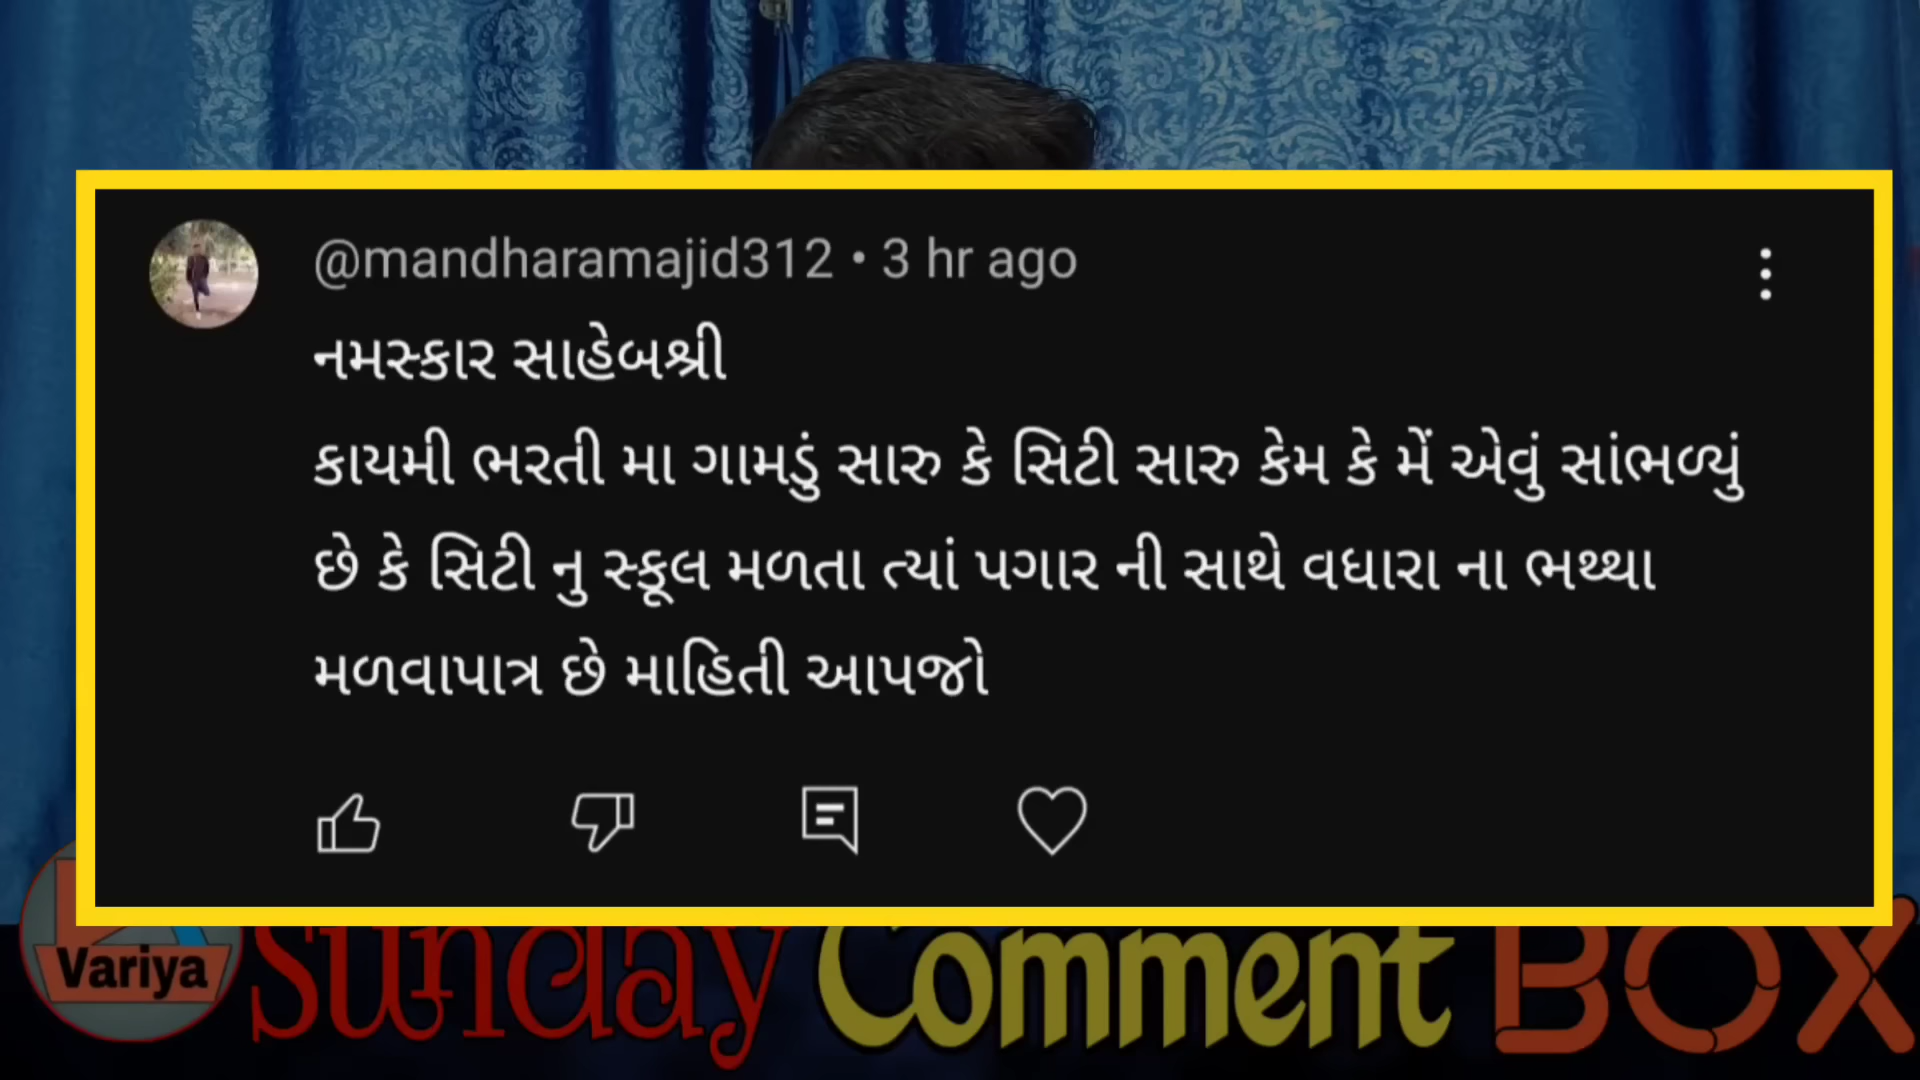 @mandharamajid312 • 3 hr ago
નમસ્કાર સાહેબશ્રી
કાયમી ભરતી મા ગામડું સારુ કે સિટી સારુ કેમ કે મેં એવું સાંભળ્યું
છે કે સિટી નુ સ્કૂલ મળતા ત્યાં પગાર ની સાથે વધારા ના ભથ્થા
મળવાપાત્ર છે માહિતી આપજો
Variya
Sunday Comment BOX